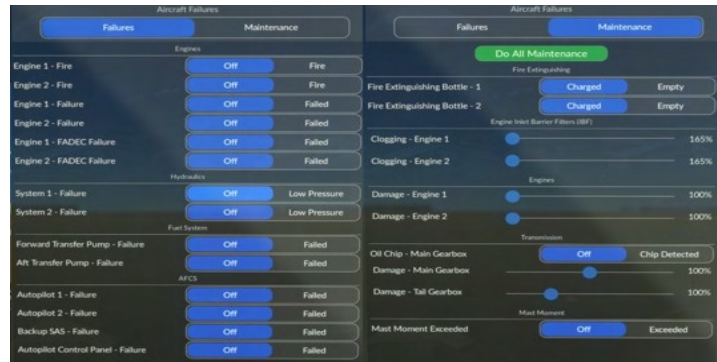 Aircraft Failures
Failures Maintenance
Engines
Engine 1 - Fire Off Fire
Engine 2 - Fire Off Fire
Engine 1 - Failure Off Failed
Engine 2 - Failure Off Failed
Engine 1 - FADEC Failure Off Failed
Engine 2 - FADEC Failure Off Failed
Hydraulics
System 1 - Failure Off Low Pressure
System 2 - Failure Off Low Pressure
Fuel System
Forward Transfer Pump - Failure Off Failed
Aft Transfer Pump - Failure Off Failed
AFCS
Autopilot 1 - Failure Off Failed
Autopilot 2 - Failure Off Failed
Backup SAS - Failure Off Failed
Autopilot Control Panel - Failure Off Failed
Aircraft Failures
Failures Maintenance
Do All Maintenance
Fire Extinguishing
Fire Extinguishing Bottle - 1 Charged Empty
Fire Extinguishing Bottle - 2 Charged Empty
Engine Inlet Barrier Filters (IBF)
Clogging - Engine 1 165%
Clogging - Engine 2 165%
Engines
Damage - Engine 1 100%
Damage - Engine 2 100%
Transmission
Oil Chip - Main Gearbox Off Chip Detected
Damage - Main Gearbox 100%
Damage - Tail Gearbox 100%
Mast Moment
Mast Moment Exceeded Off Exceeded